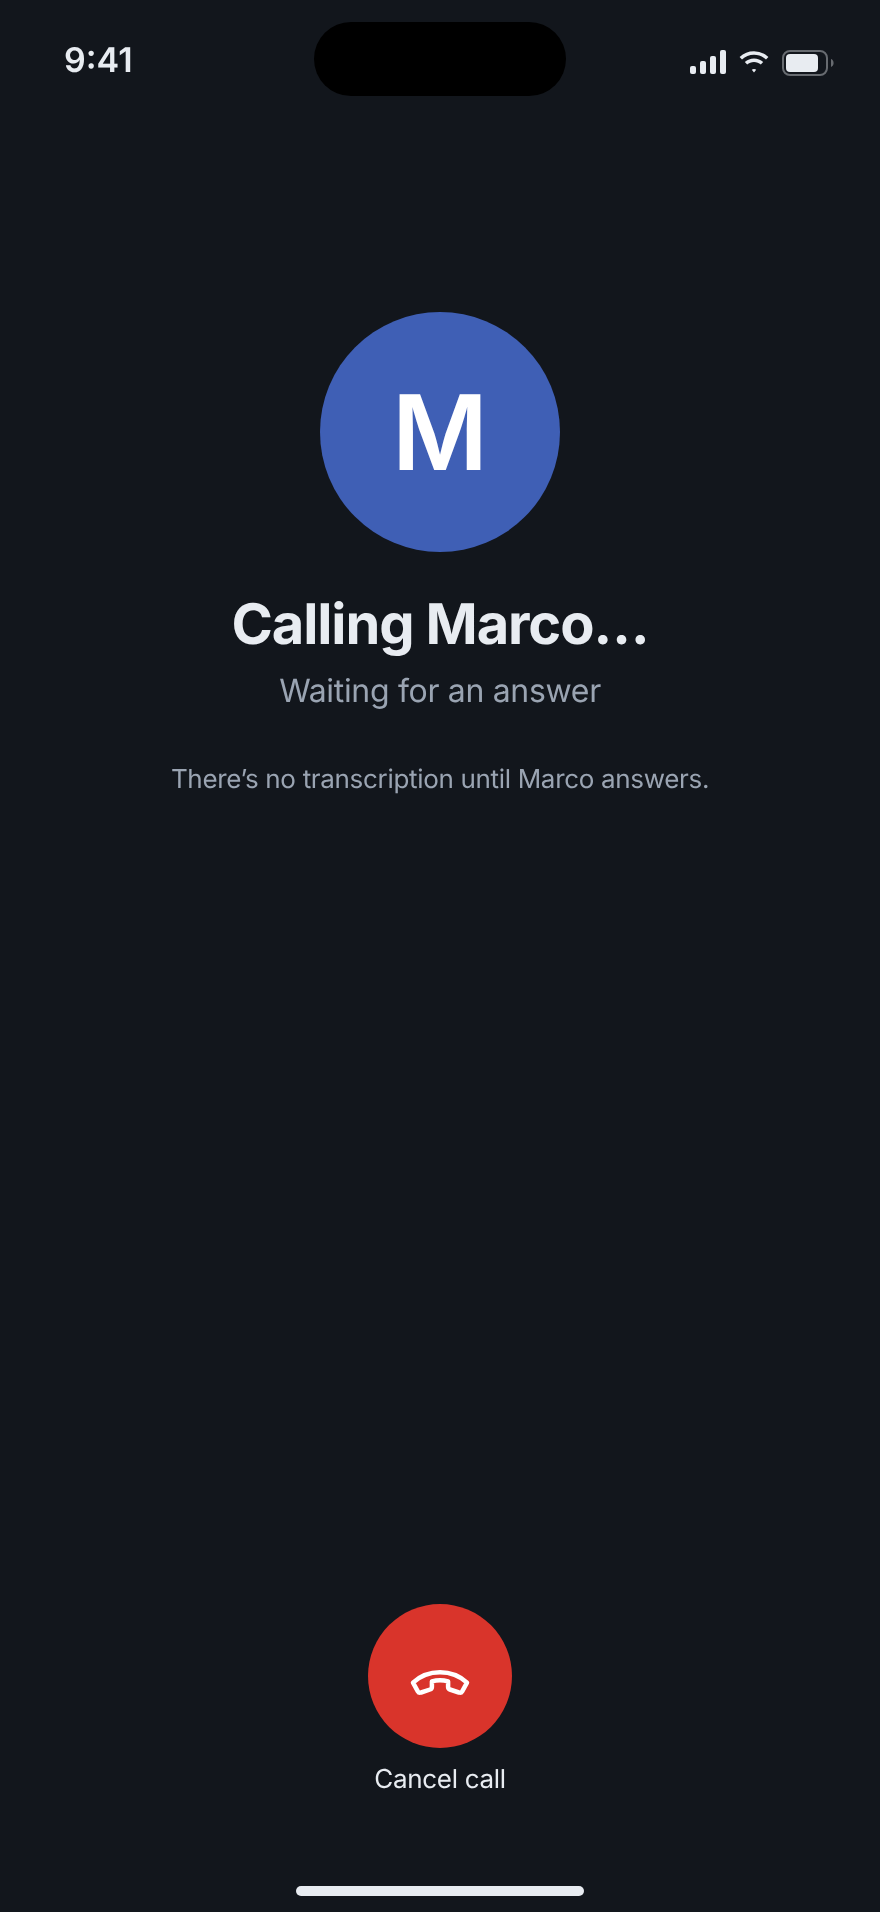 9:41
M
Calling Marco…
Waiting for an answer
There’s no transcription until Marco answers.
Cancel call